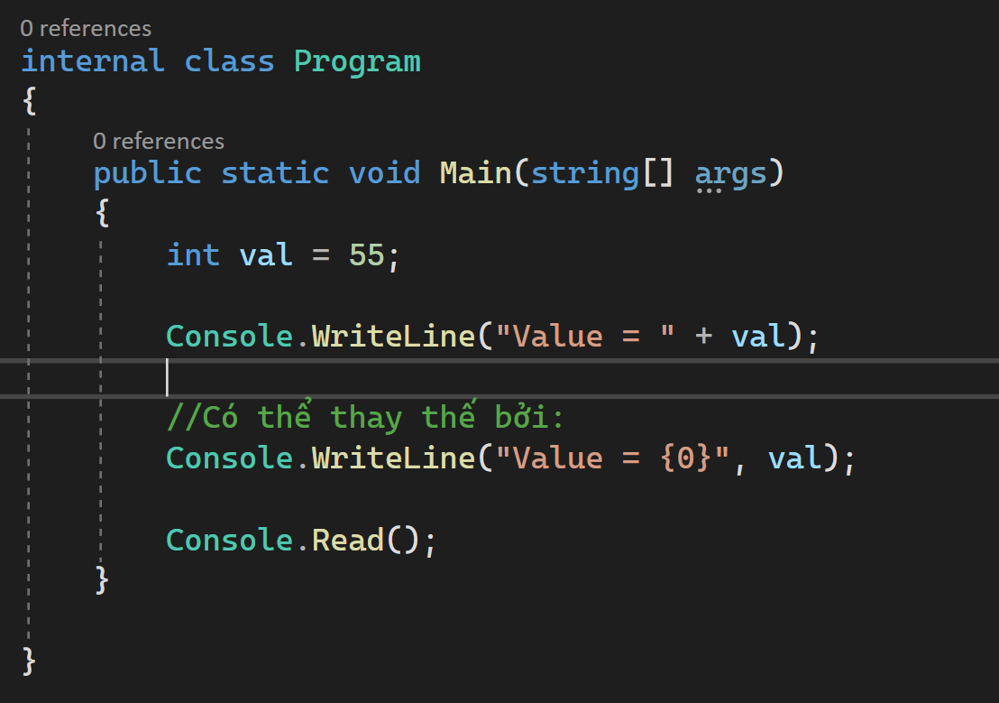 0 references
internal class Program
{
0 references
public static void Main(string[] args)
{
int val = 55;
Console.WriteLine("Value = " + val);
//Có thể thay thế bởi:
Console.WriteLine("Value = {0}", val);
Console.Read();
}
}